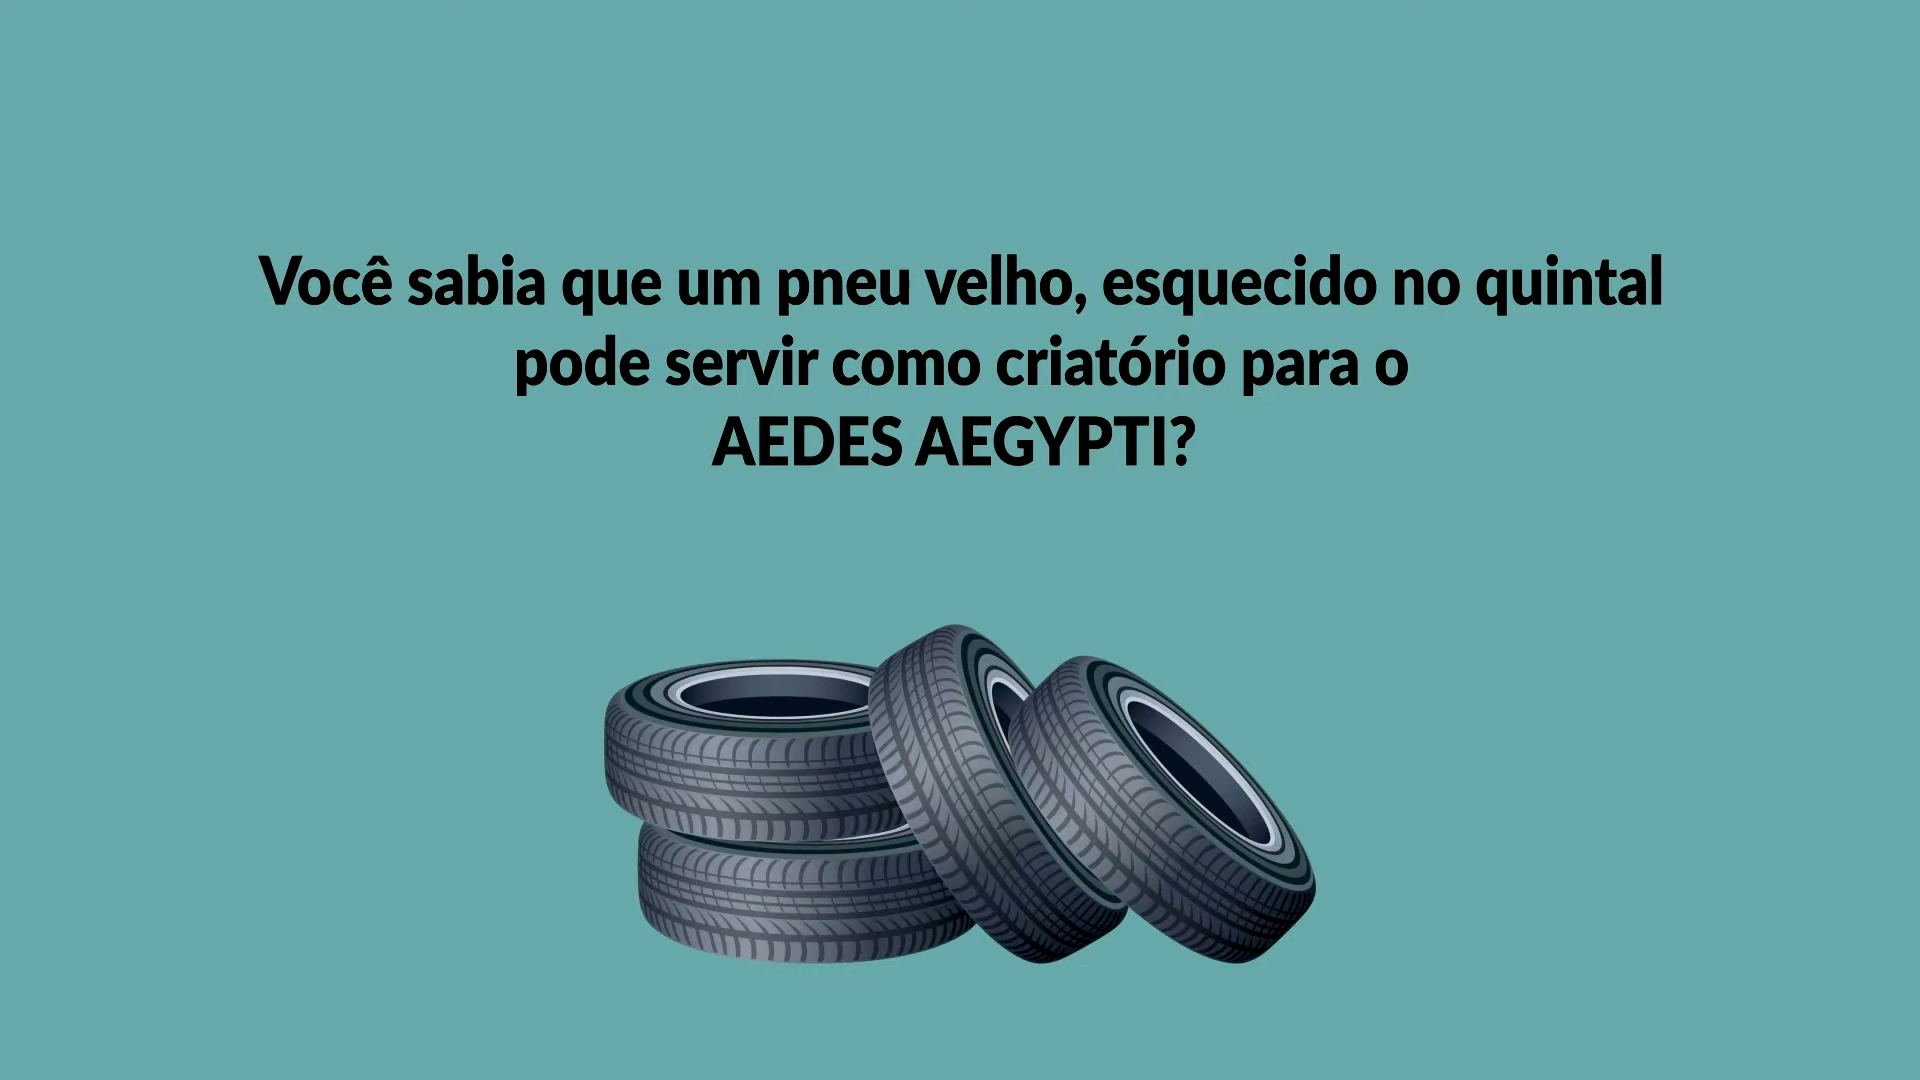 Você sabia que um pneu velho, esquecido no quintal
pode servir como criatório para o
AEDES AEGYPTI?